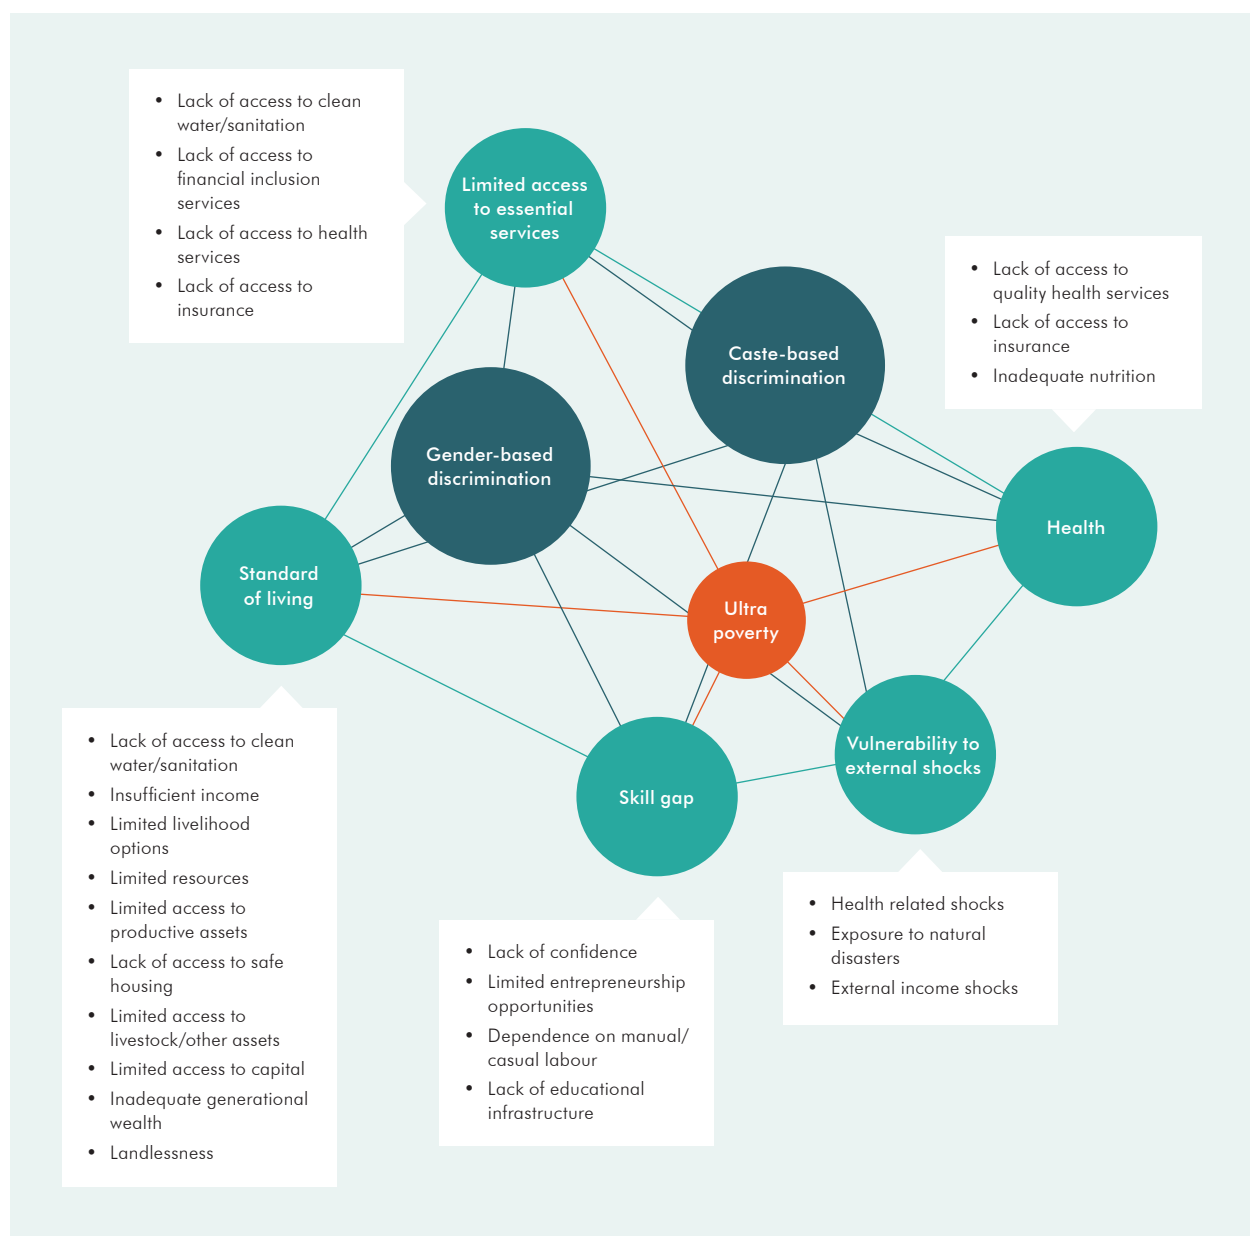 • Lack of access to clean
water/sanitation
• Lack of access to
financial inclusion
services
• Lack of access to health
services
• Lack of access to
insurance
Limited access
to essential
services
• Lack of access to
quality health services
• Lack of access to
insurance
• Inadequate nutrition
Caste-based
discrimination
Gender-based
discrimination
Health
Standard
of living
Ultra
poverty
Vulnerability to
external shocks
Skill gap
• Lack of access to clean
water/sanitation
• Insufficient income
• Limited livelihood
options
• Limited resources
• Limited access to
productive assets
• Lack of access to safe
housing
• Limited access to
livestock/other assets
• Limited access to capital
• Inadequate generational
wealth
• Landlessness
• Lack of confidence
• Limited entrepreneurship
opportunities
• Dependence on manual/
casual labour
• Lack of educational
infrastructure
• Health related shocks
• Exposure to natural
disasters
• External income shocks